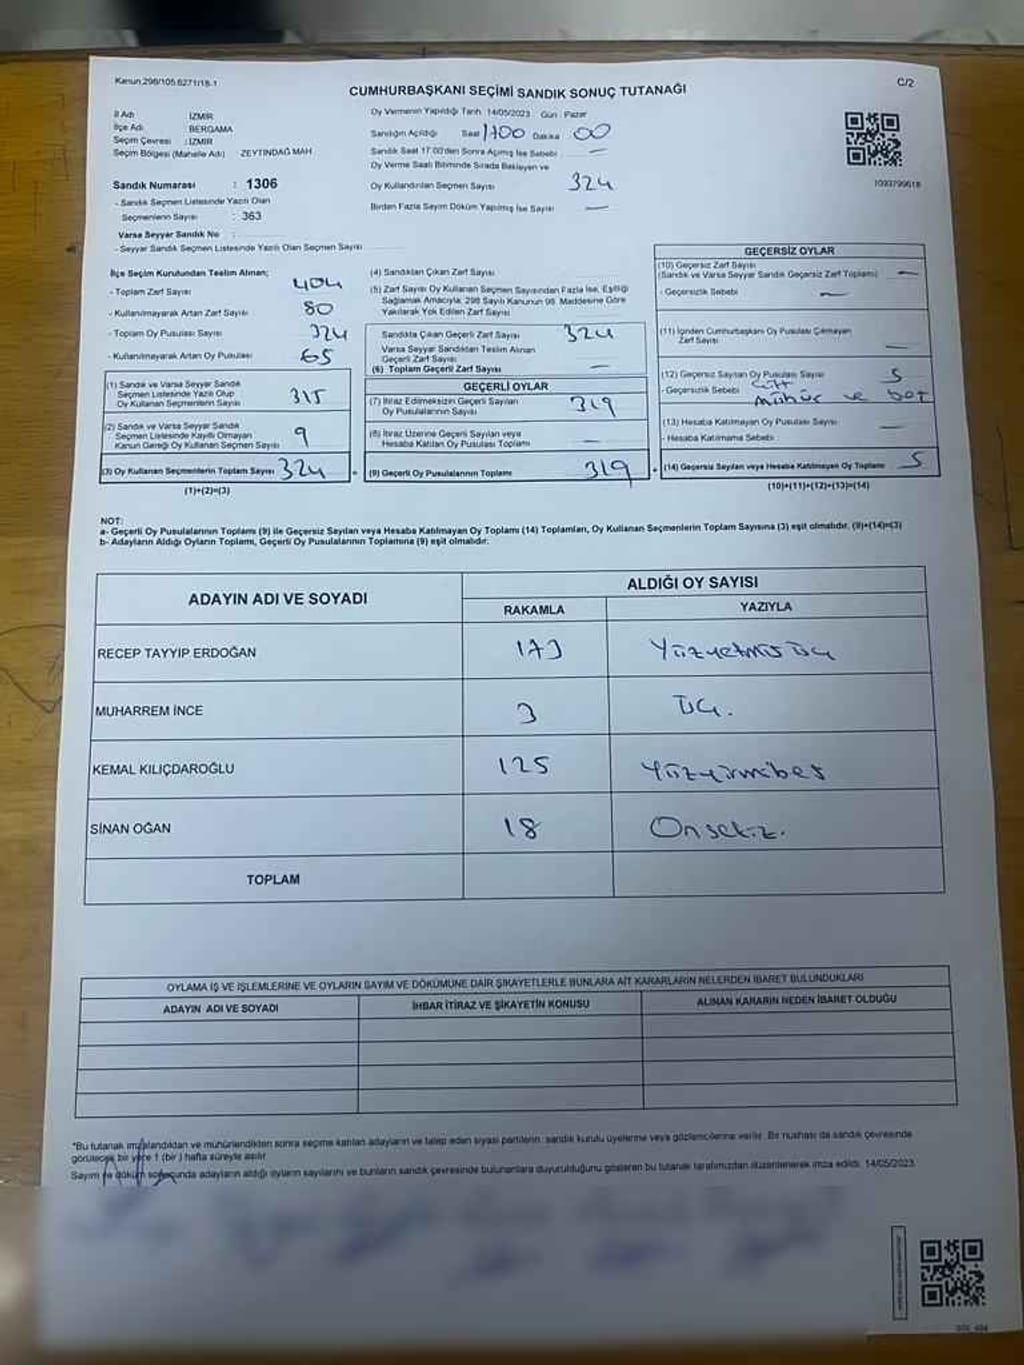 Kanun:298/105 6271/18-1
CUMHURBAŞKANI SEÇİMİ SANDIK SONUÇ TUTANAĞI
C/2
İl Adı İZMİR
İlçe Adı BERGAMA
Seçim Çevresi : İZMİR
Seçim Bölgesi (Mahalle Adı) : ZEYTİNDAĞ MAH
Oy Vermenin Yapıldığı Tarih 14/05/2023 Gün Pazar
Sandığın Açıldığı Saat 1700 Dakika 00
Sandık Saat 17.00'den Sonra Açılmış İse Sebebi —
Oy Verme Saati Bitiminde Sırada Bekleyen ve
Oy Kullandırılan Seçmen Sayısı 324
Birden Fazla Sayım Döküm Yapılmış İse Sayısı —
1093799618
Sandık Numarası : 1306
- Sandık Seçmen Listesinde Yazılı Olan
Seçmenlerin Sayısı : 363
Varsa Seyyar Sandık No :
- Seyyar Sandık Seçmen Listesinde Yazılı Olan Seçmen Sayısı
İlçe Seçim Kurulundan Teslim Alınan;
- Toplam Zarf Sayısı 404
- Kullanılmayarak Artan Zarf Sayısı 80
- Toplam Oy Pusulası Sayısı 324
- Kullanılmayarak Artan Oy Pusulası 65
(1) Sandık ve Varsa Seyyar Sandık
Seçmen Listesinde Yazılı Olup
Oy Kullanan Seçmenlerin Sayısı 315
(2) Sandık ve Varsa Seyyar Sandık
Seçmen Listesinde Kayıtlı Olmayan
Kanun Gereği Oy Kullanan Seçmen Sayısı 9
(3) Oy Kullanan Seçmenlerin Toplam Sayısı 324
(1)+(2)=(3)
(4) Sandıktan Çıkan Zarf Sayısı
(5) Zarf Sayısı Oy Kullanan Seçmen Sayısından Fazla İse, Eşitliği
Sağlamak Amacıyla, 298 Sayılı Kanunun 98. Maddesine Göre
Yakılarak Yok Edilen Zarf Sayısı
Sandıkta Çıkan Geçerli Zarf Sayısı 324
Varsa Seyyar Sandıktan Teslim Alınan
Geçerli Zarf Sayısı
(6) Toplam Geçerli Zarf Sayısı —
GEÇERLİ OYLAR
(7) İtiraz Edilmeksizin Geçerli Sayılan
Oy Pusulalarının Sayısı 319
(8) İtiraz Üzerine Geçerli Sayılan veya
Hesaba Katılan Oy Pusulası Toplamı —
(9) Geçerli Oy Pusulalarının Toplamı 319
GEÇERSİZ OYLAR
(10) Geçersiz Zarf Sayısı
(Sandık ve Varsa Seyyar Sandık Geçersiz Zarf Toplamı) —
- Geçersizlik Sebebi —
(11) İçinden Cumhurbaşkanı Oy Pusulası Çıkmayan
Zarf Sayısı —
(12) Geçersiz Sayılan Oy Pusulası Sayısı 5
- Geçersizlik Sebebi Çift
mühür ve boş
(13) Hesaba Katılmayan Oy Pusulası Sayısı —
- Hesaba Katılmama Sebebi
(14) Geçersiz Sayılan veya Hesaba Katılmayan Oy Toplamı 5
(10)+(11)+(12)+(13)=(14)
NOT:
a- Geçerli Oy Pusulalarının Toplamı (9) ile Geçersiz Sayılan veya Hesaba Katılmayan Oy Toplamı (14) Toplamları, Oy Kullanan Seçmenlerin Toplam Sayısına (3) eşit olmalıdır. (9)+(14)=(3)
b- Adayların Aldığı Oyların Toplamı, Geçerli Oy Pusulalarının Toplamına (9) eşit olmalıdır.
ADAYIN ADI VE SOYADI
ALDIĞI OY SAYISI
RAKAMLA YAZIYLA
RECEP TAYYIP ERDOĞAN 173 Yüzyetmiş üç
MUHARREM İNCE 3 üç.
KEMAL KILIÇDAROĞLU 125 Yüzyirmibeş
SİNAN OĞAN 18 Onsekiz.
TOPLAM
OYLAMA İŞ VE İŞLEMLERİNE VE OYLARIN SAYIM VE DÖKÜMÜNE DAİR ŞİKAYETLERLE BUNLARA AİT KARARLARIN NELERDEN İBARET BULUNDUKLARI
ADAYIN ADI VE SOYADI İHBAR İTİRAZ VE ŞİKAYETİN KONUSU ALINAN KARARIN NEDEN İBARET OLDUĞU
*Bu tutanak imzalandıktan ve mühürlendikten sonra seçime katılan adayların ve talep eden siyasi partilerin sandık kurulu üyelerine veya gözlemcilerine verilir. Bir nüshası da sandık çevresinde
görülecek bir yere 1 (bir) hafta süreyle asılır
Sayım ve döküm sonucunda adayların aldığı oyların sayılarını ve bunların sandık çevresinde bulunanlara duyurulduğunu gösteren bu tutanak tarafımızdan düzenlenerek imza edildi. 14/05/2023